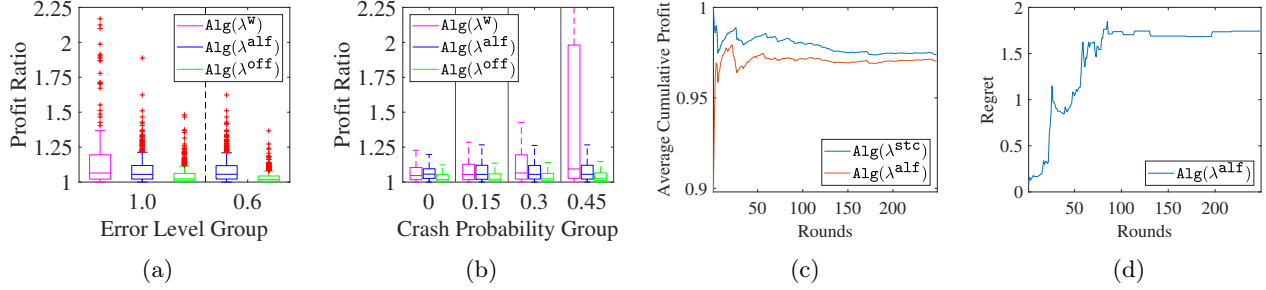 Profit Ratio
2.25
2
1.75
1.5
1.25
1
Alg(λ^w)
Alg(λ^alf)
Alg(λ^off)
1.0
0.6
Error Level Group
(a)
Profit Ratio
2.25
2
1.75
1.5
1.25
1
Alg(λ^w)
Alg(λ^alf)
Alg(λ^off)
0
0.15
0.3
0.45
Crash Probability Group
(b)
Average Cumulative Profit
1
0.95
0.9
Alg(λ^stc)
Alg(λ^alf)
50
100
150
200
Rounds
(c)
Regret
2
1.5
1
0.5
0
Alg(λ^alf)
50
100
150
200
Rounds
(d)